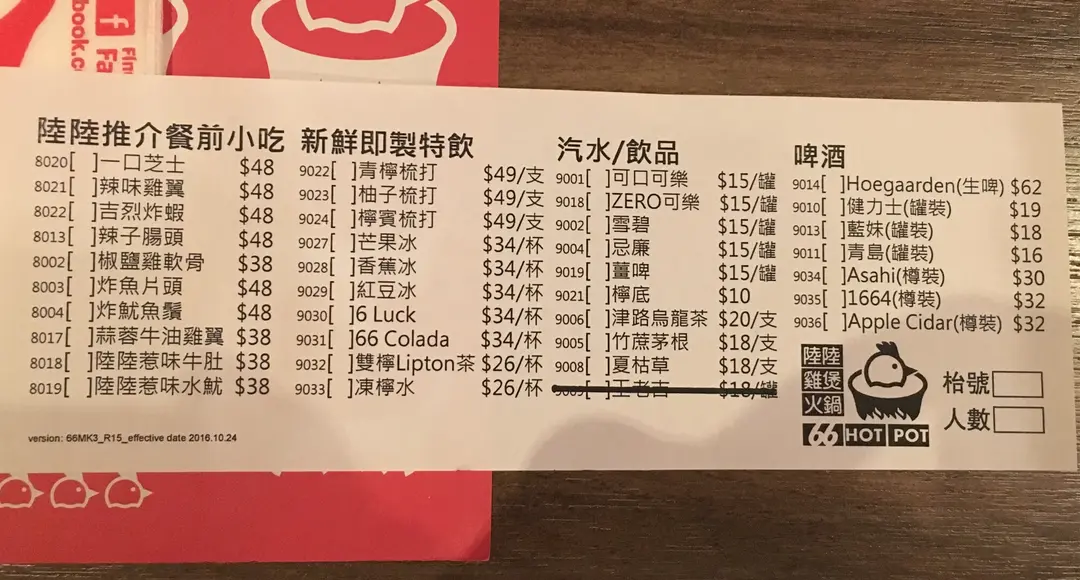 Fin
Fa
book.c
陸陸推介餐前小吃
8020[ ]一口芝士 $48
8021[ ]辣味雞翼 $48
8022[ ]吉烈炸蝦 $48
8013[ ]辣子腸頭 $48
8002[ ]椒鹽雞軟骨 $38
8003[ ]炸魚片頭 $48
8004[ ]炸魷魚鬚 $48
8017[ ]蒜蓉牛油雞翼 $38
8018[ ]陸陸惹味牛肚 $38
8019[ ]陸陸惹味水魷 $38
version: 66MK3_R15_effective date 2016.10.24
新鮮即製特飲
9022[ ]青檸梳打 $49/支
9023[ ]柚子梳打 $49/支
9024[ ]檸賓梳打 $49/支
9027[ ]芒果冰 $34/杯
9028[ ]香蕉冰 $34/杯
9029[ ]紅豆冰 $34/杯
9030[ ]6 Luck $34/杯
9031[ ]66 Colada $34/杯
9032[ ]雙檸Lipton茶 $26/杯
9033[ ]凍檸水 $26/杯
汽水/飲品
9001[ ]可口可樂 $15/罐
9018[ ]ZERO可樂 $15/罐
9002[ ]雪碧 $15/罐
9004[ ]忌廉 $15/罐
9019[ ]薑啤 $15/罐
9021[ ]檸底 $10
9006[ ]津路烏龍茶 $20/支
9005[ ]竹蔗茅根 $18/支
9008[ ]夏枯草 $18/支
[ ]王老吉 $18/罐
啤酒
9014[ ]Hoegaarden(生啤) $62
9010[ ]健力士(罐裝) $19
9013[ ]藍妹(罐裝) $18
9011[ ]青島(罐裝) $16
9034[ ]Asahi(樽裝) $30
9035[ ]1664(樽裝) $32
9036[ ]Apple Cidar(樽裝) $32
陸陸
雞煲
火鍋
66 HOT POT
枱號
人數